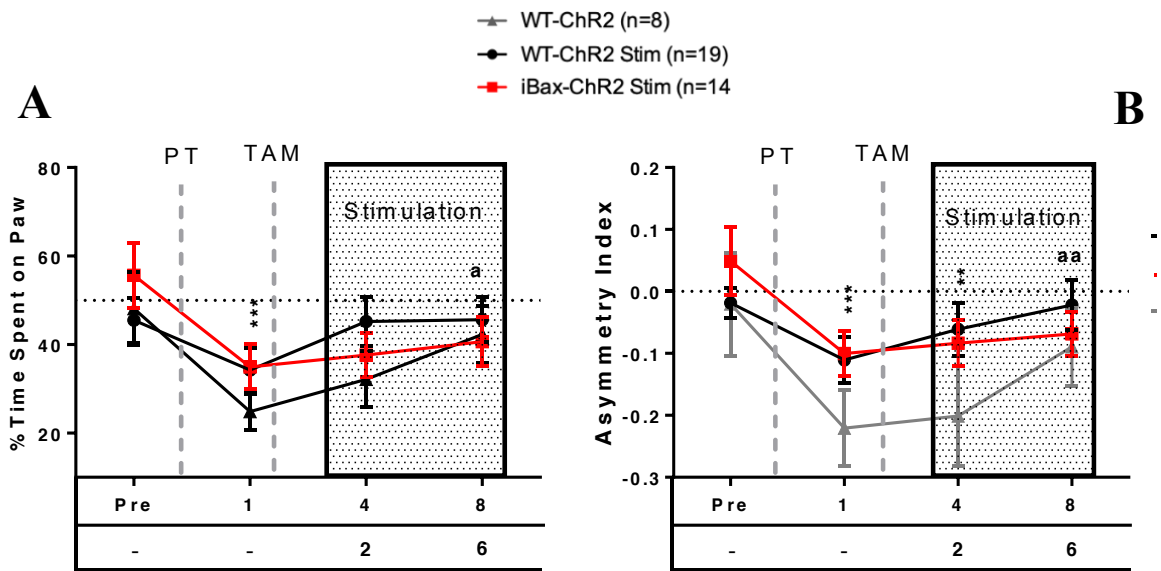 WT-ChR2 (n=8)
WT-ChR2 Stim (n=19)
iBax-ChR2 Stim (n=14
A
B
PT
TAM
Stimulation
%Time Spent on Paw
80
60
40
20
***
a
Pre
1
4
8
-
-
2
6
PT
TAM
Stimulation
Asymmetry Index
0.2
0.1
0.0
-0.1
-0.2
-0.3
***
**
aa
Pre
1
4
8
-
-
2
6